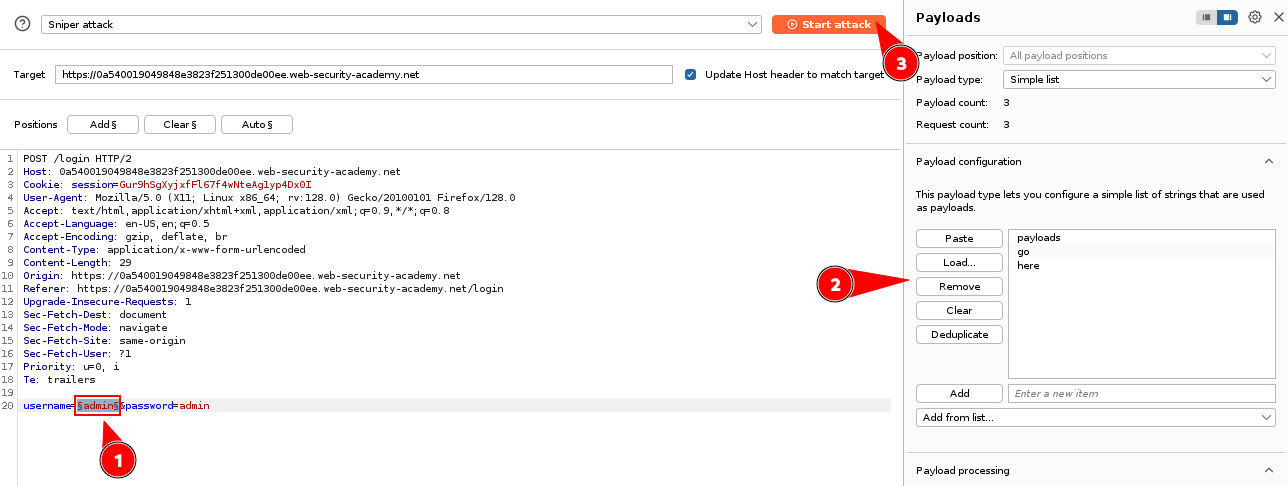 Sniper attack
Start attack
Target
https://0a540019049848e3823f251300de00ee.web-security-academy.net
Update Host header to match target
3
Positions
Add §
Clear §
Auto §
1 POST /login HTTP/2
2 Host: 0a540019049848e3823f251300de00ee.web-security-academy.net
3 Cookie: session=Gur9hSgXyjxfFl67f4wNteAg1yp4Dx0I
4 User-Agent: Mozilla/5.0 (X11; Linux x86_64; rv:128.0) Gecko/20100101 Firefox/128.0
5 Accept: text/html,application/xhtml+xml,application/xml;q=0.9,*/*;q=0.8
6 Accept-Language: en-US,en;q=0.5
7 Accept-Encoding: gzip, deflate, br
8 Content-Type: application/x-www-form-urlencoded
9 Content-Length: 29
10 Origin: https://0a540019049848e3823f251300de00ee.web-security-academy.net
11 Referer: https://0a540019049848e3823f251300de00ee.web-security-academy.net/login
12 Upgrade-Insecure-Requests: 1
13 Sec-Fetch-Dest: document
14 Sec-Fetch-Mode: navigate
15 Sec-Fetch-Site: same-origin
16 Sec-Fetch-User: ?1
17 Priority: u=0, i
18 Te: trailers
19
20 username=§admin§&password=admin
1
Payloads
Payload position: All payload positions
Payload type: Simple list
Payload count: 3
Request count: 3
Payload configuration
This payload type lets you configure a simple list of strings that are used
as payloads.
Paste
Load...
Remove
Clear
Deduplicate
payloads
go
here
2
Add
Enter a new item
Add from list...
Payload processing